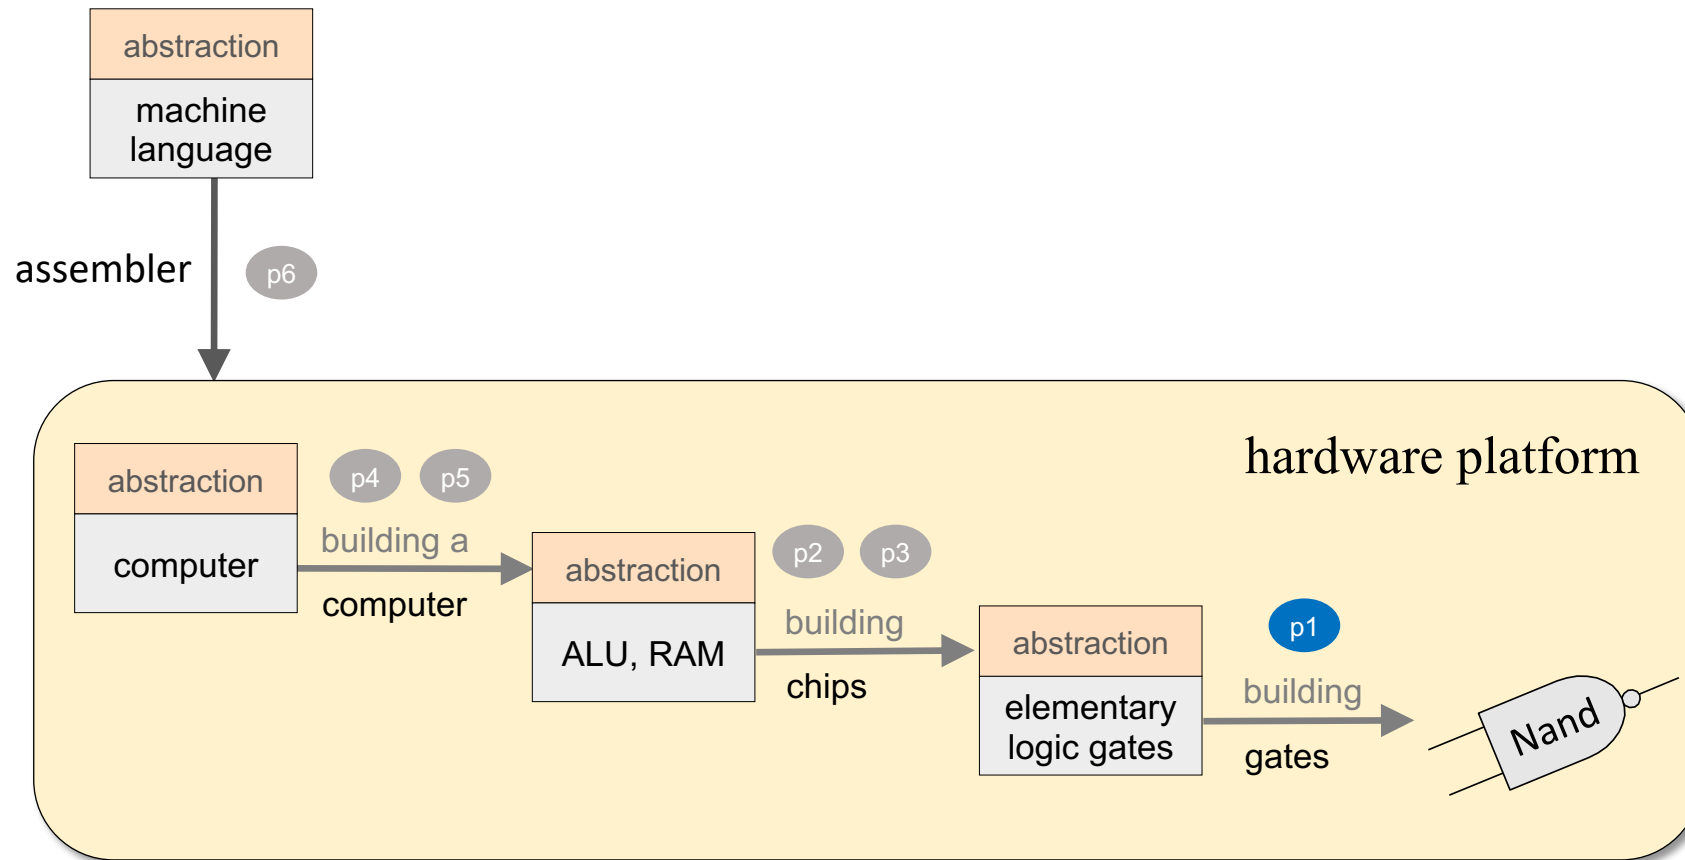 abstraction
machine
language
assembler
p6
hardware platform
abstraction
computer
p4
p5
building a
computer
abstraction
ALU, RAM
p2
p3
building
chips
abstraction
elementary
logic gates
p1
building
gates
Nand